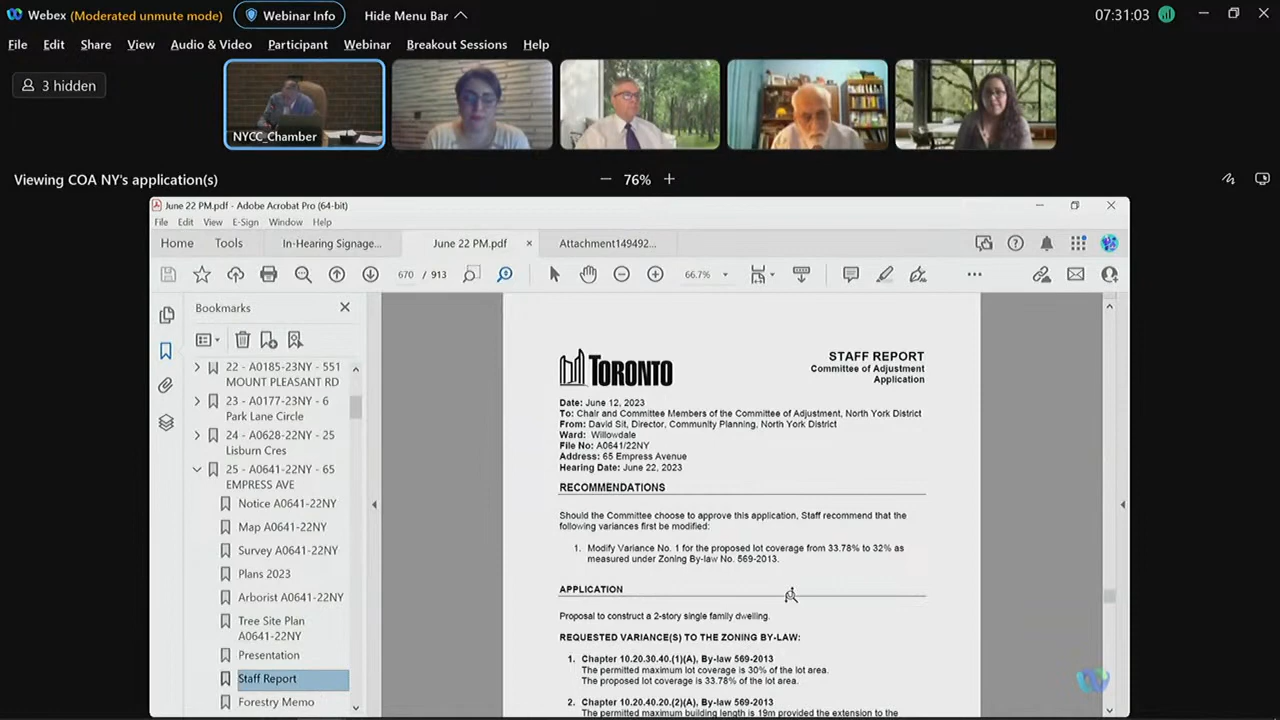 Webex (Moderated unmute mode) Webinar Info Hide Menu Bar 07:31:03
File Edit Share View Audio & Video Participant Webinar Breakout Sessions Help
3 hidden
NYCC_Chamber
Viewing COA NY's application(s) 76%
June 22 PM.pdf - Adobe Acrobat Pro (64-bit)
File Edit View E-Sign Window Help
Home Tools In-Hearing Signage... June 22 PM.pdf × Attachment149492...
670 / 913 66.7%
Bookmarks
22 - A0185-23NY - 551
MOUNT PLEASANT RD
23 - A0177-23NY - 6
Park Lane Circle
24 - A0628-22NY - 25
Lisburn Cres
25 - A0641-22NY - 65
EMPRESS AVE
Notice A0641-22NY
Map A0641-22NY
Survey A0641-22NY
Plans 2023
Arborist A0641-22NY
Tree Site Plan
A0641-22NY
Presentation
Staff Report
Forestry Memo
TORONTO
STAFF REPORT
Committee of Adjustment
Application
Date: June 12, 2023
To: Chair and Committee Members of the Committee of Adjustment, North York District
From: David Sit, Director, Community Planning, North York District
Ward: Willowdale
File No: A0641/22NY
Address: 65 Empress Avenue
Hearing Date: June 22, 2023
RECOMMENDATIONS
Should the Committee choose to approve this application, Staff recommend that the
following variances first be modified:
1. Modify Variance No. 1 for the proposed lot coverage from 33.78% to 32% as
measured under Zoning By-law No. 569-2013.
APPLICATION
Proposal to construct a 2-story single family dwelling.
REQUESTED VARIANCE(S) TO THE ZONING BY-LAW:
1. Chapter 10.20.30.40.(1)(A), By-law 569-2013
The permitted maximum lot coverage is 30% of the lot area.
The proposed lot coverage is 33.78% of the lot area.
2. Chapter 10.20.40.20.(2)(A), By-law 569-2013
The permitted maximum building length is 19m provided the extension to the